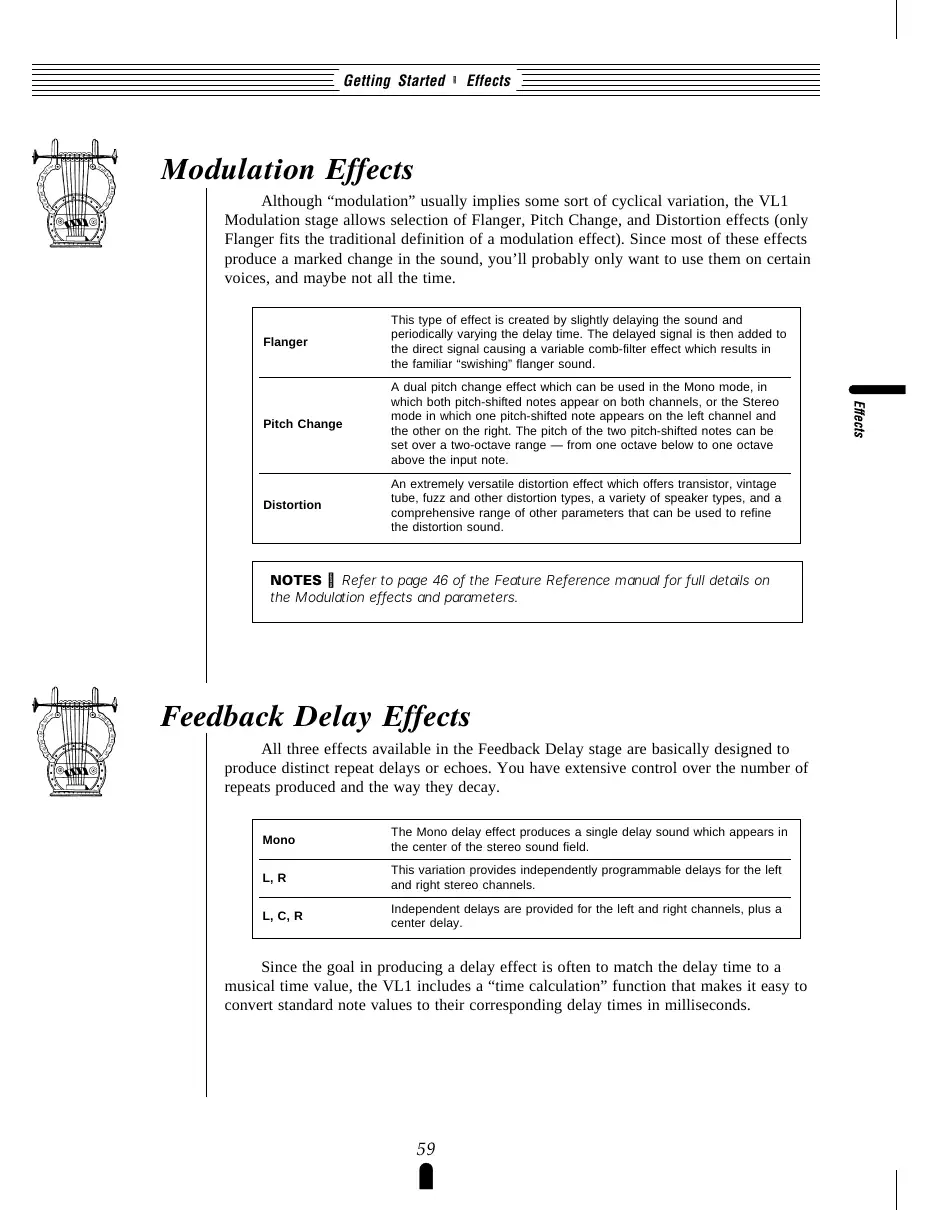 Getting Started Effects
Modulation Effects
Although “modulation” usually implies some sort of cyclical variation, the VL1
Modulation stage allows selection of Flanger, Pitch Change, and Distortion effects (only
Flanger fits the traditional definition of a modulation effect). Since most of these effects
produce a marked change in the sound, you’ll probably only want to use them on certain
voices, and maybe not all the time.
Flanger
This type of effect is created by slightly delaying the sound and
periodically varying the delay time. The delayed signal is then added to
the direct signal causing a variable comb-filter effect which results in
the familiar “swishing” flanger sound.
Pitch Change
A dual pitch change effect which can be used in the Mono mode, in
which both pitch-shifted notes appear on both channels, or the Stereo
mode in which one pitch-shifted note appears on the left channel and
the other on the right. The pitch of the two pitch-shifted notes can be
set over a two-octave range — from one octave below to one octave
above the input note.
Distortion
An extremely versatile distortion effect which offers transistor, vintage
tube, fuzz and other distortion types, a variety of speaker types, and a
comprehensive range of other parameters that can be used to refine
the distortion sound.
NOTES Refer to page 46 of the Feature Reference manual for full details on
the Modulation effects and parameters.
Effects
Feedback Delay Effects
All three effects available in the Feedback Delay stage are basically designed to
produce distinct repeat delays or echoes. You have extensive control over the number of
repeats produced and the way they decay.
Mono
The Mono delay effect produces a single delay sound which appears in
the center of the stereo sound field.
L, R
This variation provides independently programmable delays for the left
and right stereo channels.
L, C, R
Independent delays are provided for the left and right channels, plus a
center delay.
Since the goal in producing a delay effect is often to match the delay time to a
musical time value, the VL1 includes a “time calculation” function that makes it easy to
convert standard note values to their corresponding delay times in milliseconds.
59